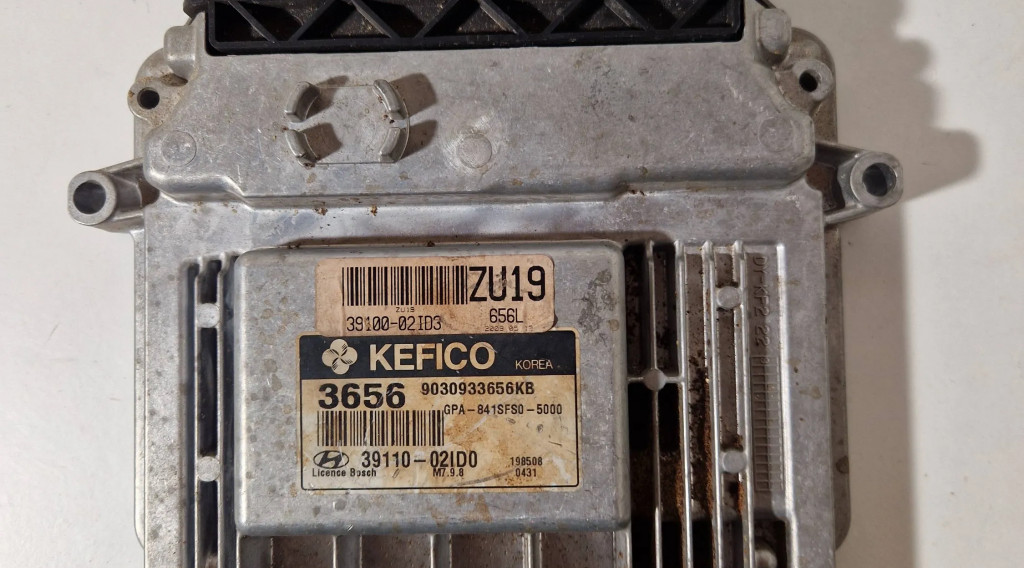 ZU19
ZU19
39100-02ID3 656L
KEFICO KOREA
3656 9030933656KB
GPA-841SFS0-5000
39110-02ID0 198508
Licence Bosch // M7.9.8 0431